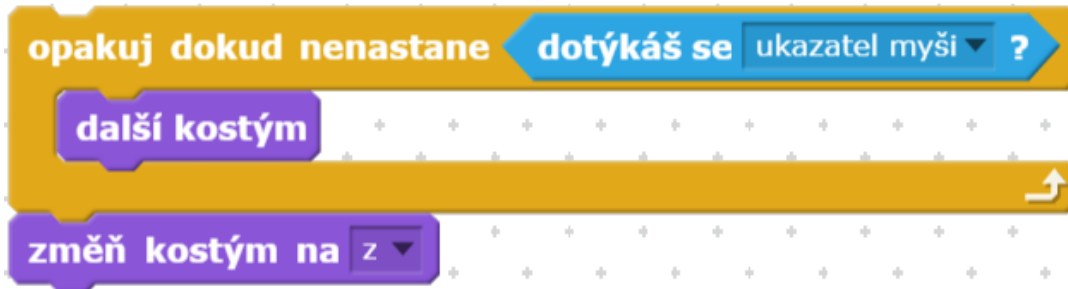 opakuj dokud nenastane dotýkáš se ukazatel myši ?
další kostým
změň kostým na z